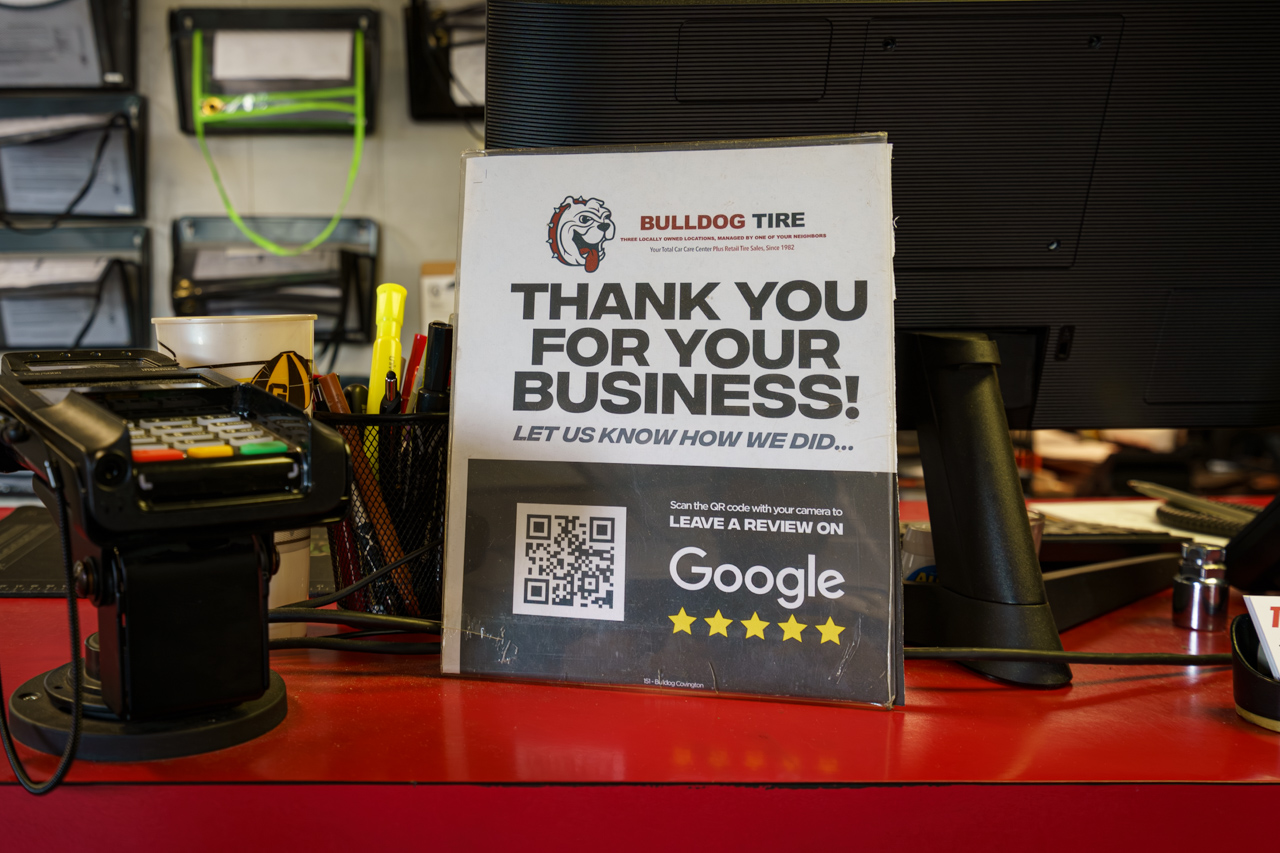 BULLDOG TIRE
THREE LOCALLY OWNED LOCATIONS, MANAGED BY ONE OF YOUR NEIGHBORS
Your Total Car Care Center Plus Retail Tire Sales, Since 1982
THANK YOU
FOR YOUR
BUSINESS!
LET US KNOW HOW WE DID...
Scan the QR code with your camera to
LEAVE A REVIEW ON
Google
151 - Bulldog Covington